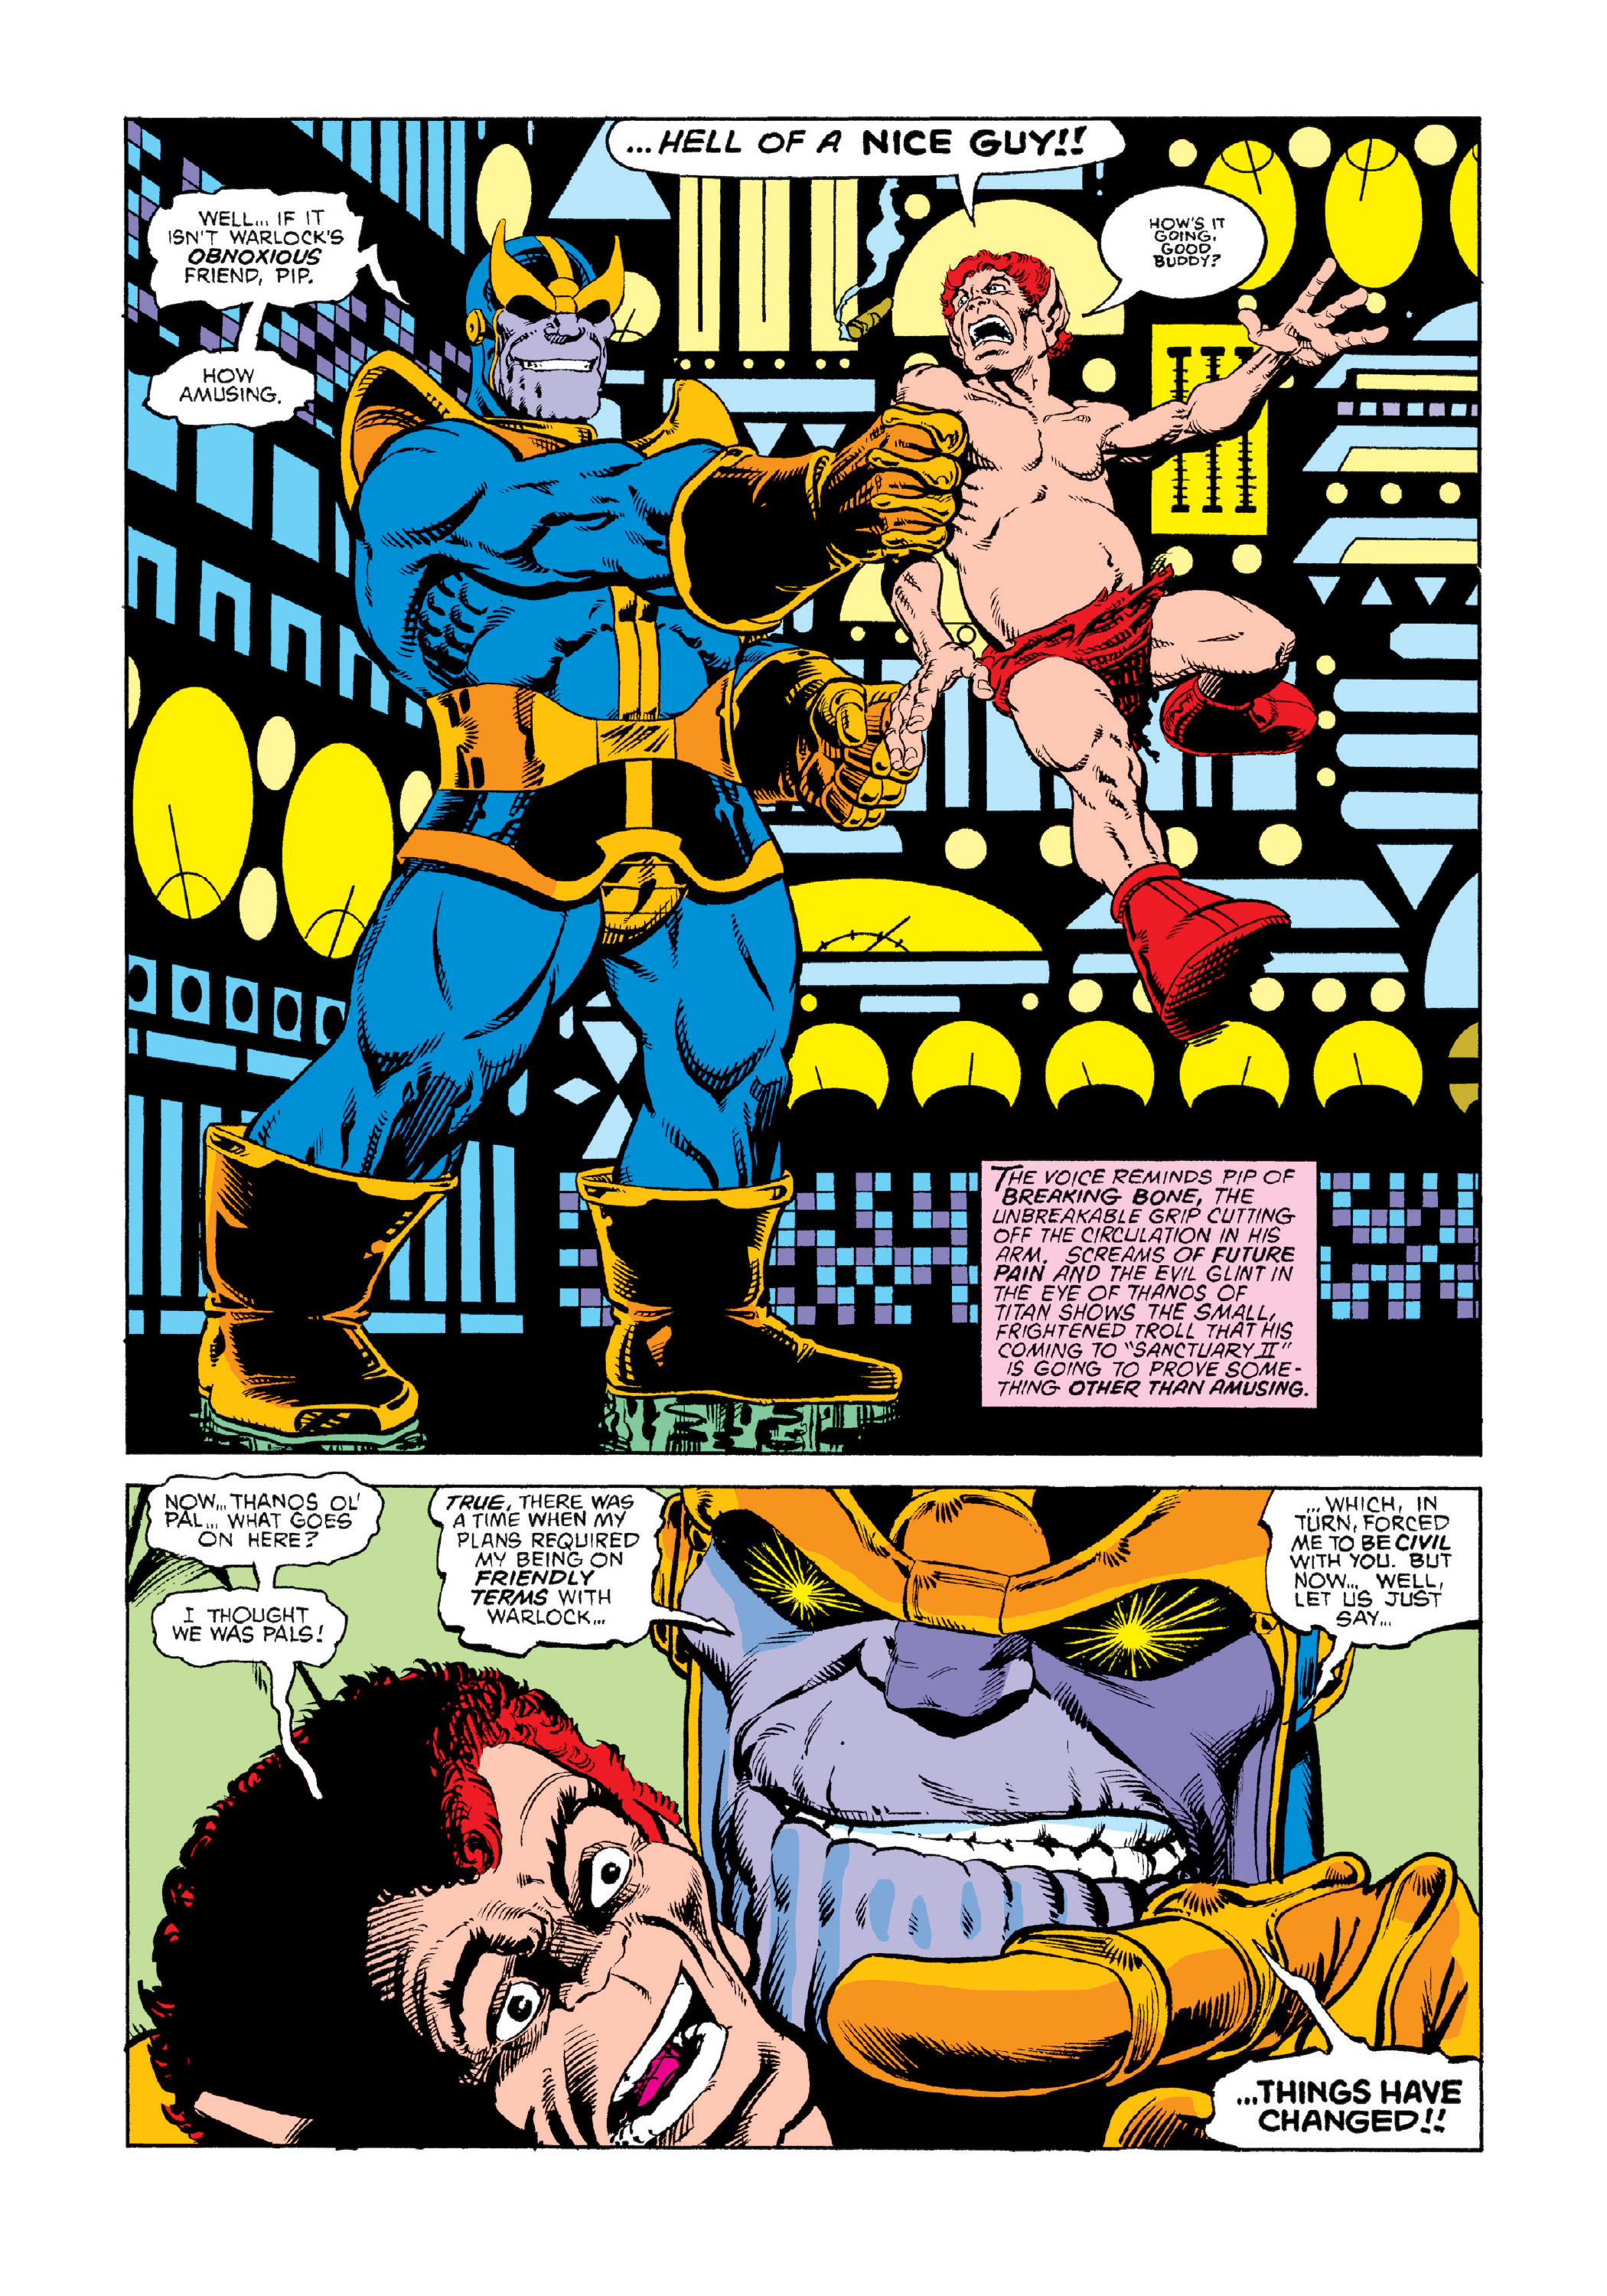 ...HELL OF A NICE GUY!!
HOW'S IT
GOING,
GOOD
BUDDY?
WELL... IF IT
ISN'T WARLOCK'S
OBNOXIOUS
FRIEND, PIP.
HOW
AMUSING.
THE VOICE REMINDS PIP OF
BREAKING BONE, THE
UNBREAKABLE GRIP CUTTING
OFF THE CIRCULATION IN HIS
ARM, SCREAMS OF FUTURE
PAIN AND THE EVIL GLINT IN
THE EYE OF THANOS OF
TITAN SHOWS THE SMALL,
FRIGHTENED TROLL THAT HIS
COMING TO "SANCTUARY II"
IS GOING TO PROVE SOME-
THING OTHER THAN AMUSING.
NOW... THANOS OL'
PAL... WHAT GOES
ON HERE?
I THOUGHT
WE WAS PALS!
TRUE, THERE WAS
A TIME WHEN MY
PLANS REQUIRED
MY BEING ON
FRIENDLY
TERMS WITH
WARLOCK...
...WHICH, IN
TURN, FORCED
ME TO BE CIVIL
WITH YOU. BUT
NOW... WELL,
LET US JUST
SAY...
...THINGS HAVE
CHANGED!!